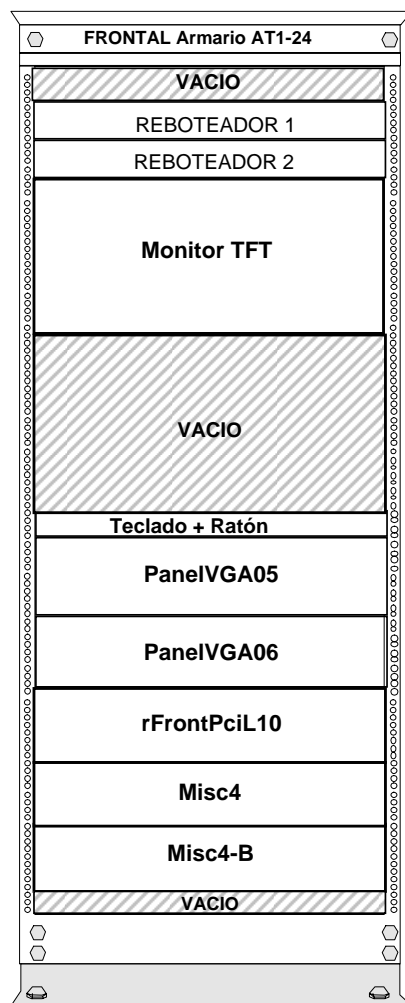 FRONTAL Armario AT1-24
VACIO
REBOTEADOR 1
REBOTEADOR 2
Monitor TFT
VACIO
Teclado + Ratón
PanelVGA05
PanelVGA06
rFrontPciL10
Misc4
Misc4-B
VACIO